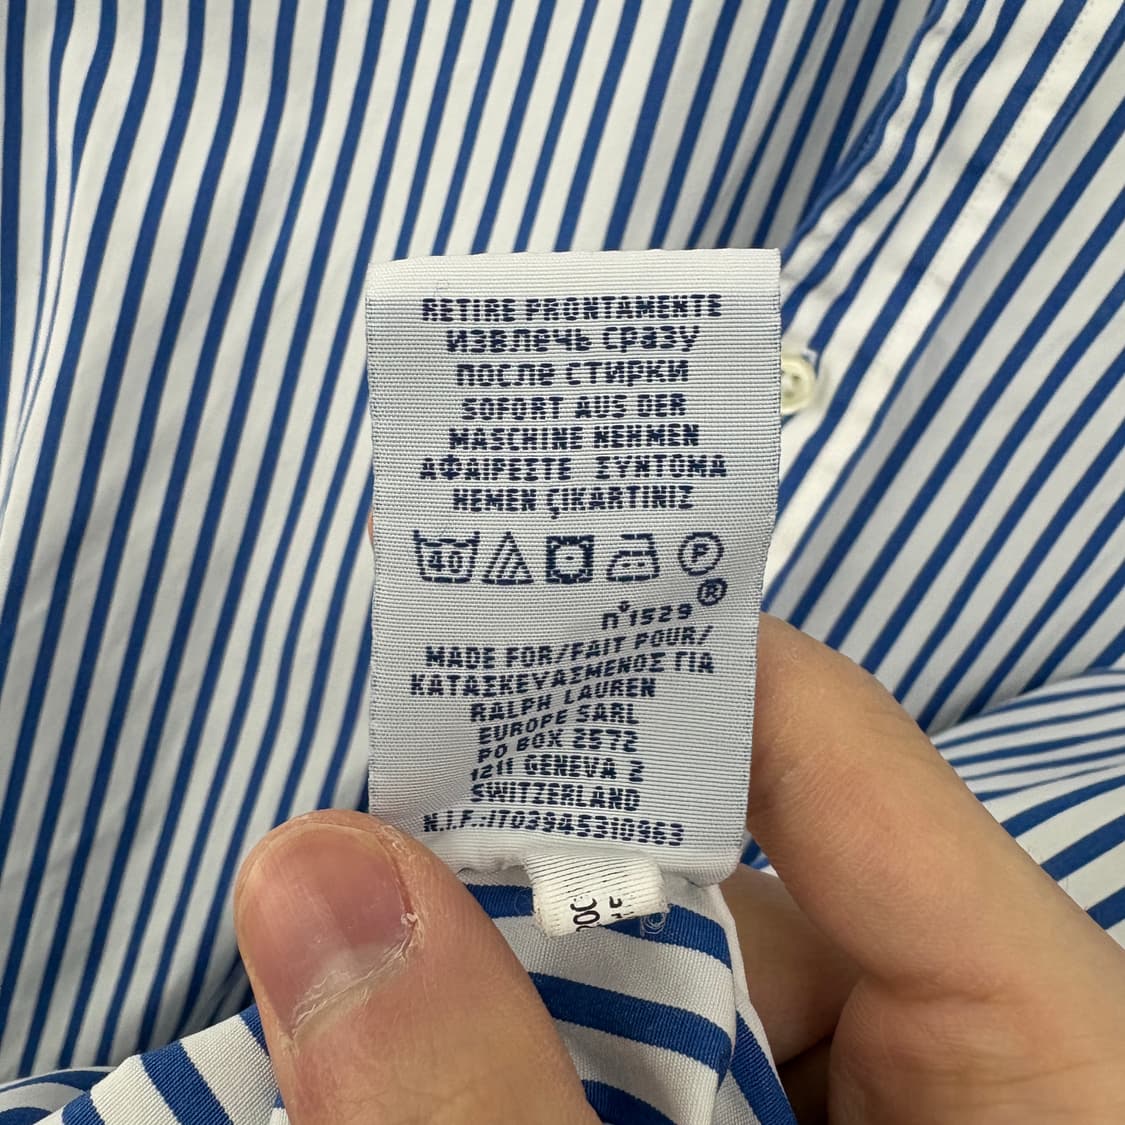 RETIRE PRONTAMENTE
ИЗВЛЕЧЬ СРАЗУ
ПОСЛЕ СТИРКИ
SOFORT AUS DER
MASCHINE NEHMEN
ΑΦΑΙΡΕΣΤΕ ΣΥΝΤΟΜΑ
HEMEN ÇIKARTINIZ
40 P
®
n°1529
MADE FOR/FAIT POUR/
ΚΑΤΑΣΚΕΥΑΣΜΕΝΟΣ ΓΙΑ
RALPH LAUREN
EUROPE SARL
PO BOX 2572
1211 GENEVA 2
SWITZERLAND
N.I.F.:IT03945310963